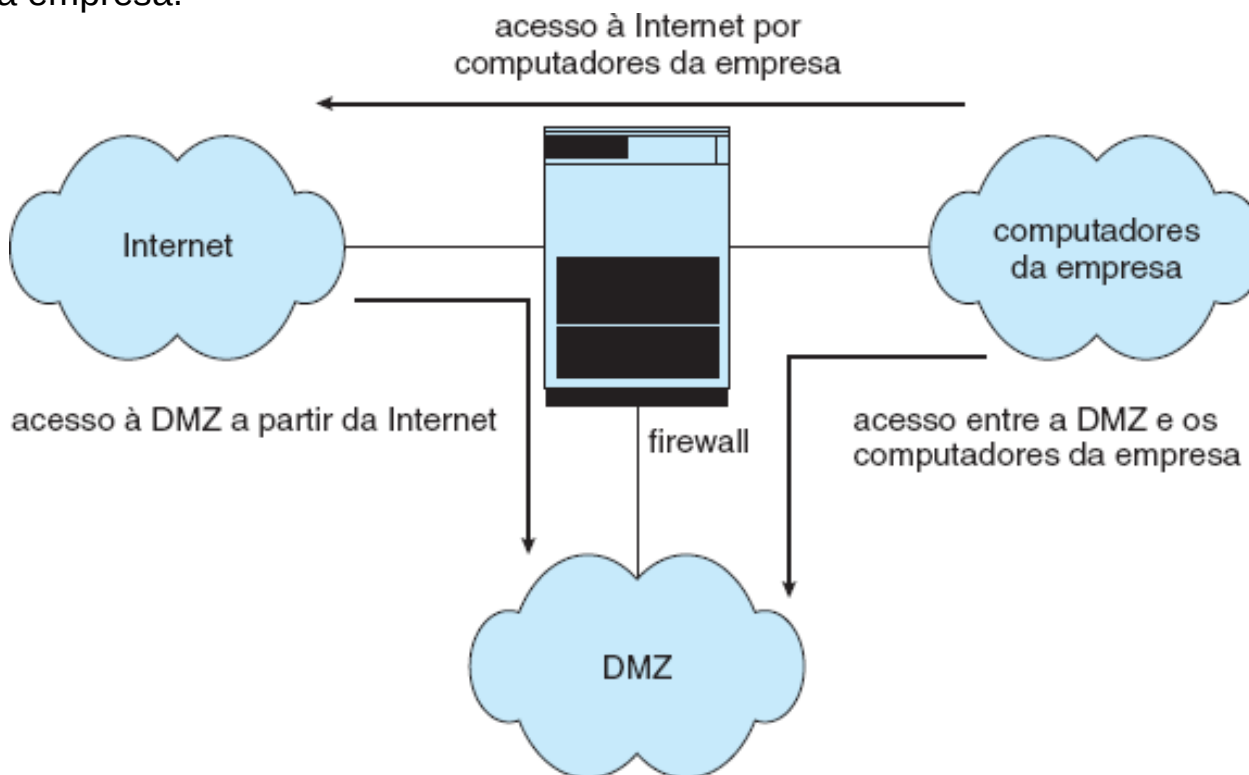 a empresa.
acesso à Internet por
computadores da empresa
Internet
computadores
da empresa
acesso à DMZ a partir da Internet
firewall
acesso entre a DMZ e os
computadores da empresa
DMZ